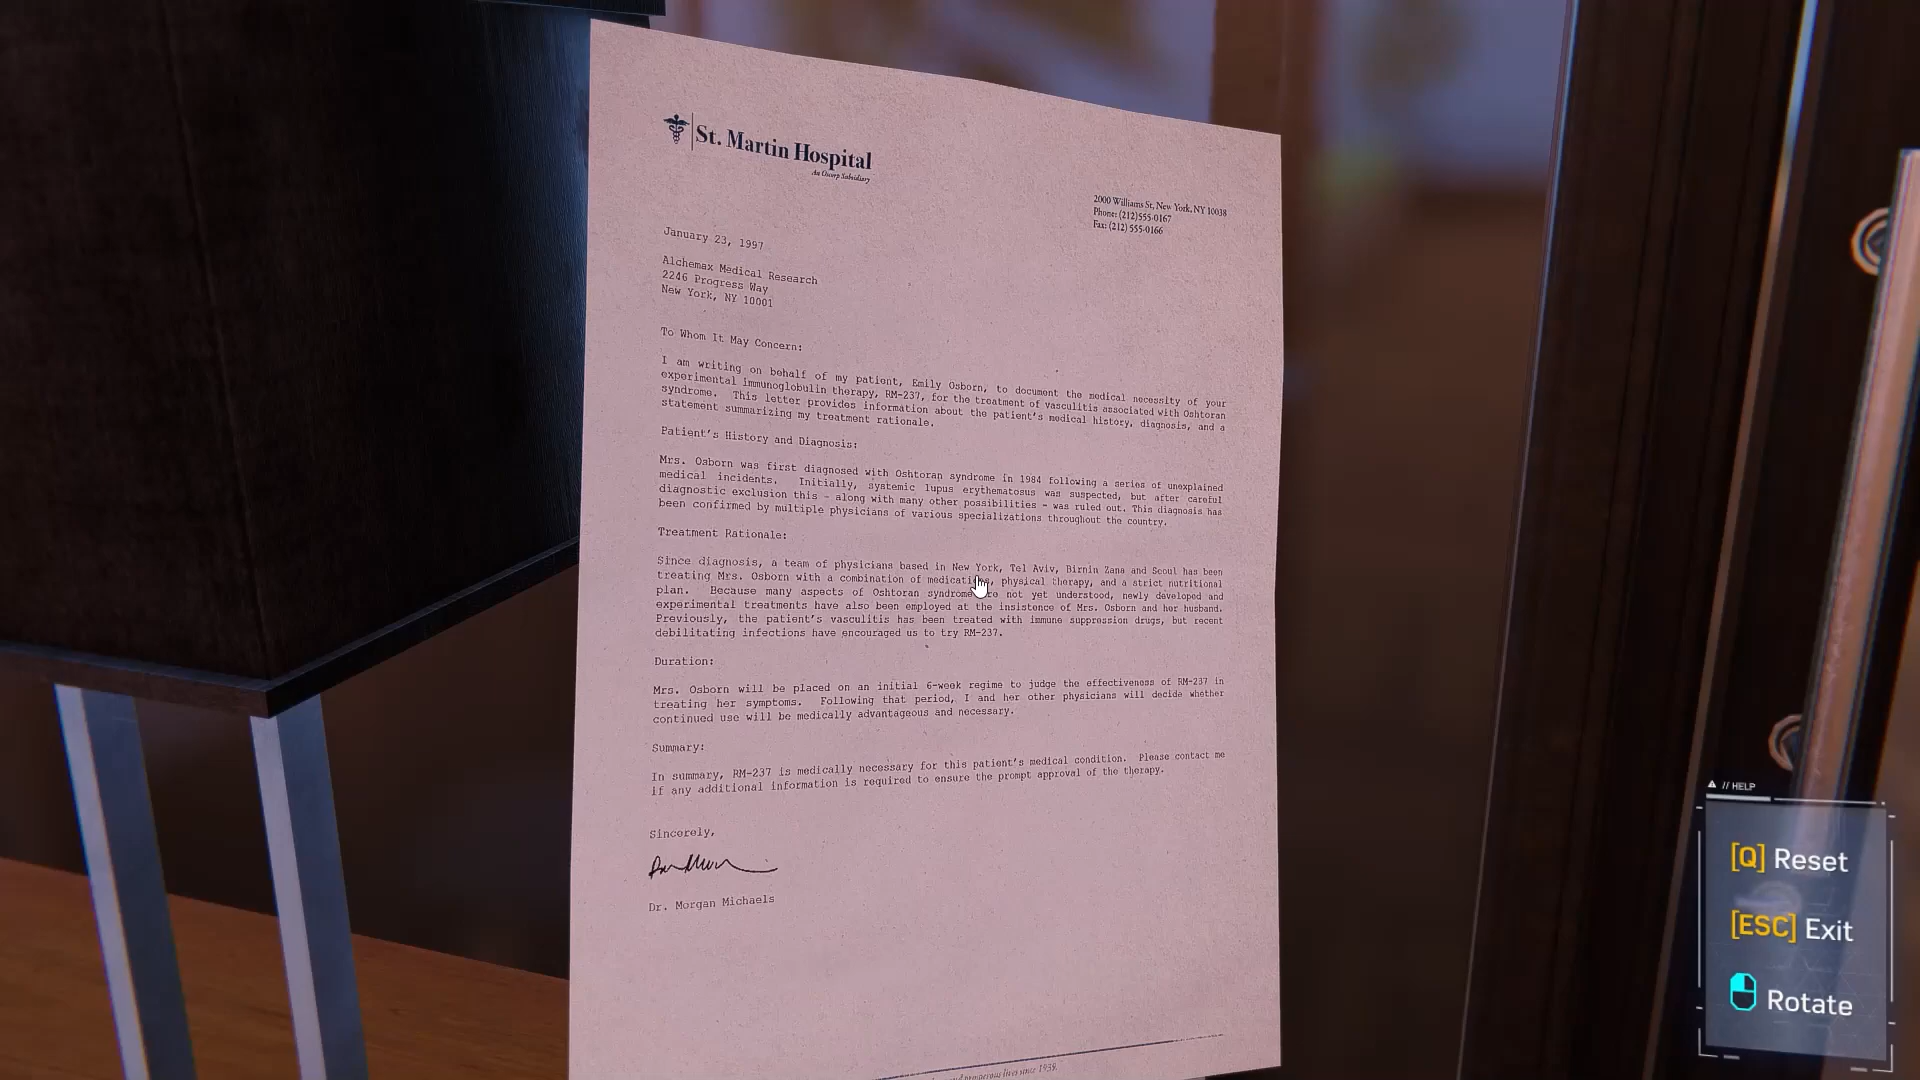 St. Martin Hospital
An Oscorp Subsidiary
2000 Williams St, New York, NY 10038
Phone: (212)555-0167
Fax: (212) 555-0166
January 23, 1997
Alchemax Medical Research
2246 Progress Way
New York, NY 10001
To Whom It May Concern:
I am writing on behalf of my patient, Emily Osborn, to document the medical necessity of your
experimental immunoglobulin therapy, RM-237, for the treatment of vasculitis associated with Oshtoran
syndrome. This letter provides information about the patient's medical history, diagnosis, and a
statement summarizing my treatment rationale.
Patient's History and Diagnosis:
Mrs. Osborn was first diagnosed with Oshtoran syndrome in 1984 following a series of unexplained
medical incidents. Initially, systemic lupus erythematosus was suspected, but after careful
diagnostic exclusion this - along with many other possibilities - was ruled out. This diagnosis has
been confirmed by multiple physicians of various specializations throughout the country.
Treatment Rationale:
Since diagnosis, a team of physicians based in New York, Tel Aviv, Birnin Zana and Seoul has been
treating Mrs. Osborn with a combination of medications, physical therapy, and a strict nutritional
plan. Because many aspects of Oshtoran syndrome are not yet understood, newly developed and
experimental treatments have also been employed at the insistence of Mrs. Osborn and her husband.
Previously, the patient's vasculitis has been treated with immune suppression drugs, but recent
debilitating infections have encouraged us to try RM-237.
Duration:
Mrs. Osborn will be placed on an initial 6-week regime to judge the effectiveness of RM-237 in
treating her symptoms. Following that period, I and her other physicians will decide whether
continued use will be medically advantageous and necessary.
Summary:
In summary, RM-237 is medically necessary for this patient's medical condition. Please contact me
if any additional information is required to ensure the prompt approval of the therapy.
Sincerely,
Dr. Morgan Michaels
prosperous lives since 1939.
// HELP
[Q] Reset
[ESC] Exit
Rotate